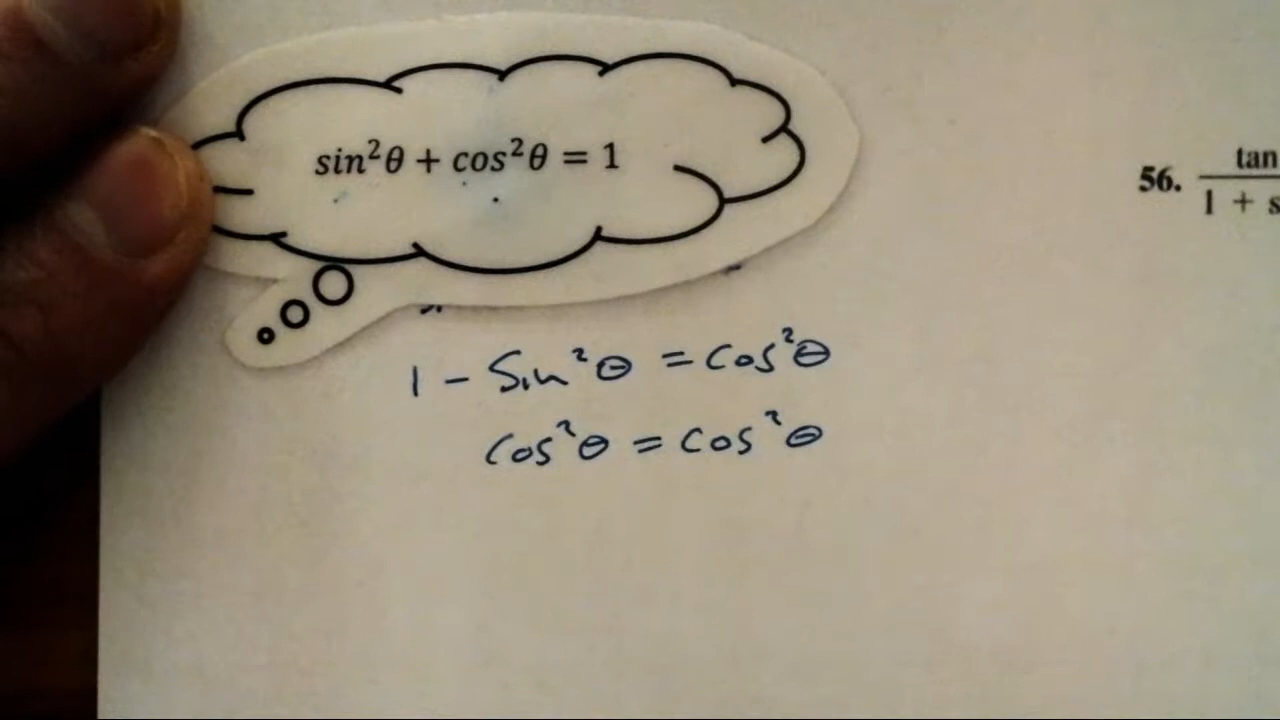 sin²θ + cos²θ = 1
56. tan
1 + s
1 - Sin²θ = Cos²θ
Cos²θ = Cos²θ